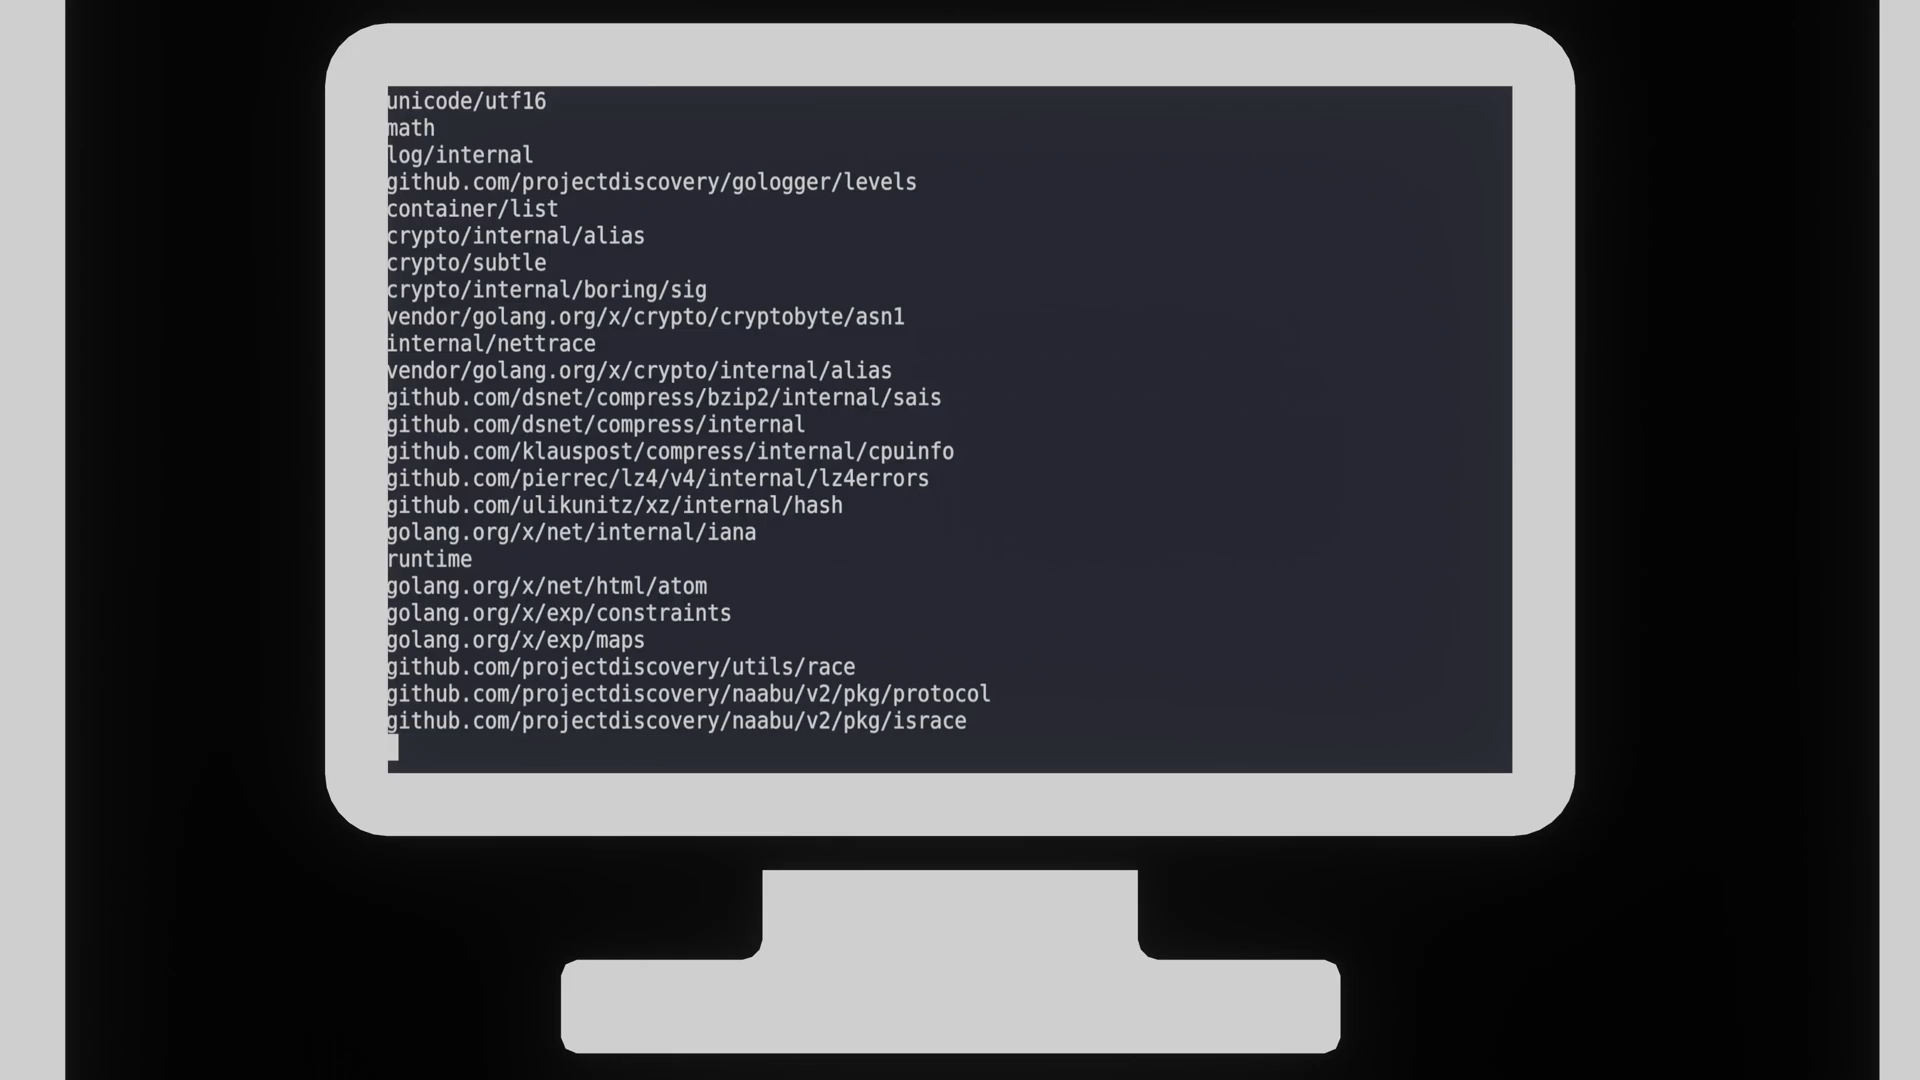 unicode/utf16
math
log/internal
github.com/projectdiscovery/gologger/levels
container/list
crypto/internal/alias
crypto/subtle
crypto/internal/boring/sig
vendor/golang.org/x/crypto/cryptobyte/asn1
internal/nettrace
vendor/golang.org/x/crypto/internal/alias
github.com/dsnet/compress/bzip2/internal/sais
github.com/dsnet/compress/internal
github.com/klauspost/compress/internal/cpuinfo
github.com/pierrec/lz4/v4/internal/lz4errors
github.com/ulikunitz/xz/internal/hash
golang.org/x/net/internal/iana
runtime
golang.org/x/net/html/atom
golang.org/x/exp/constraints
golang.org/x/exp/maps
github.com/projectdiscovery/utils/race
github.com/projectdiscovery/naabu/v2/pkg/protocol
github.com/projectdiscovery/naabu/v2/pkg/israce